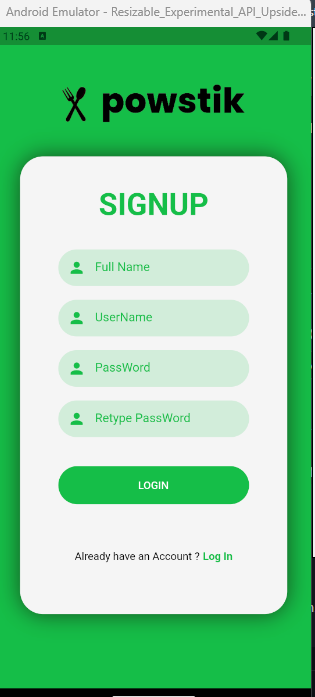 Android Emulator - Resizable_Experimental_API_Upside...
11:56
powstik
SIGNUP
Full Name
UserName
PassWord
Retype PassWord
LOGIN
Already have an Account ? Log In